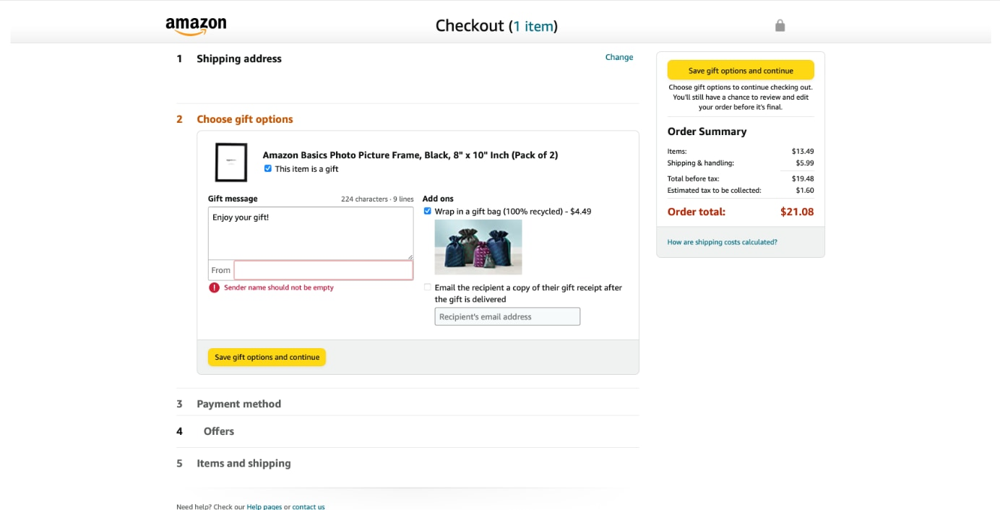 amazon
Checkout (1 item)
1 Shipping address
Change
2 Choose gift options
Amazon Basics Photo Picture Frame, Black, 8" x 10" Inch (Pack of 2)
This item is a gift
Gift message
224 characters · 9 lines
Enjoy your gift!
From
! Sender name should not be empty
Add ons
Wrap in a gift bag (100% recycled) - $4.49
Email the recipient a copy of their gift receipt after
the gift is delivered
Recipient's email address
Save gift options and continue
3 Payment method
4 Offers
5 Items and shipping
Need help? Check our Help pages or contact us
Save gift options and continue
Choose gift options to continue checking out.
You'll still have a chance to review and edit
your order before it's final.
Order Summary
Items: $13.49
Shipping & handling: $5.99
Total before tax: $19.48
Estimated tax to be collected: $1.60
Order total: $21.08
How are shipping costs calculated?